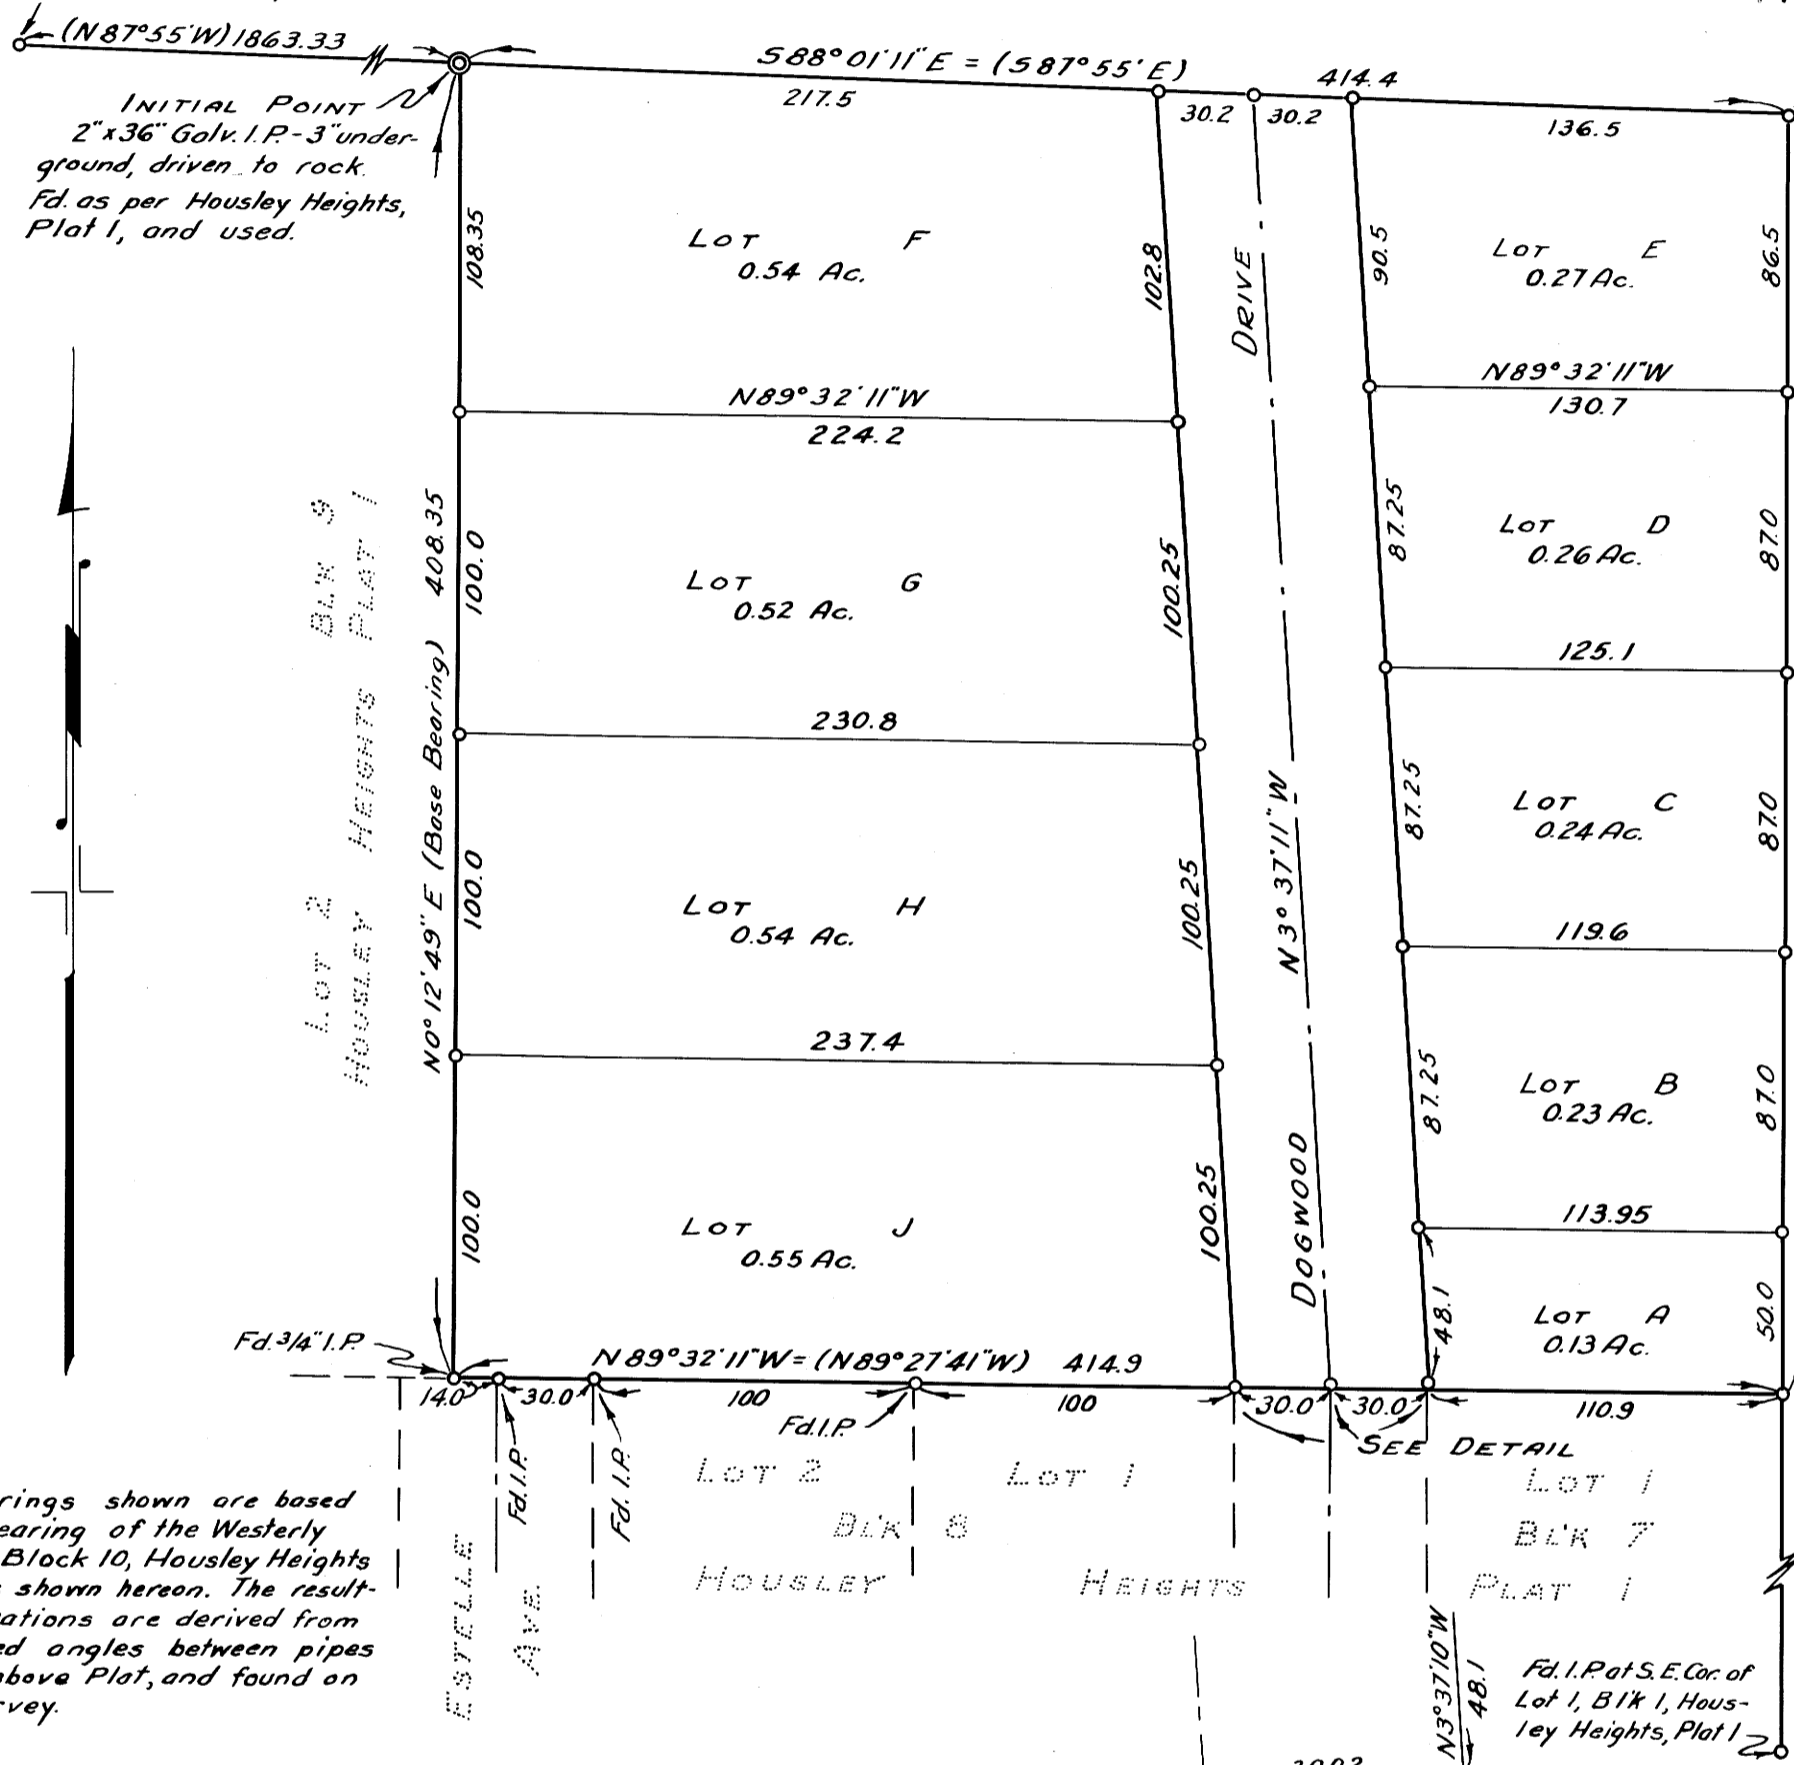 (N87°55'W) 1863.33
S88°01'11"E = (S87°55'E)
414.4
217.5
30.2
30.2
136.5
INITIAL POINT
2"x36" Galv. I.P. - 3" under-
ground, driven to rock.
Fd. as per Housley Heights,
Plat 1, and used.
108.35
LOT F
0.54 Ac.
102.8
DRIVE
90.5
LOT E
0.27 Ac.
86.5
N89°32'11"W
224.2
N89°32'11"W
130.7
LOT 2 BLK 9
HOUSLEY HEIGHTS PLAT 1
N0°12'49"E (Base Bearing) 408.35
100.0
LOT G
0.52 Ac.
100.25
87.25
LOT D
0.26 Ac.
87.0
230.8
125.1
100.0
LOT H
0.54 Ac.
100.25
N3°37'11"W
87.25
LOT C
0.24 Ac.
87.0
237.4
119.6
87.25
LOT B
0.23 Ac.
87.0
100.0
LOT J
0.55 Ac.
100.25
DOGWOOD
113.95
48.1
LOT A
0.13 Ac.
50.0
Fd. 3/4" I.P.
N89°32'11"W = (N89°27'41"W) 414.9
14.0
30.0
100
100
30.0
30.0
110.9
Fd. I.P.
Fd. I.P.
Fd. I.P.
SEE DETAIL
LOT 2
LOT 1
BLK 8
HOUSLEY HEIGHTS
LOT 1
BLK 7
PLAT 1
ESTELLE
AVE.
rings shown are based
earing of the Westerly
Block 10, Housley Heights
shown hereon. The result-
ations are derived from
ed angles between pipes
above Plat, and found on
rvey.
N3°37'10"W
48.1
Fd. I.P. at S.E. Cor. of
Lot 1, Bl'k 1, Hous-
ley Heights, Plat 1